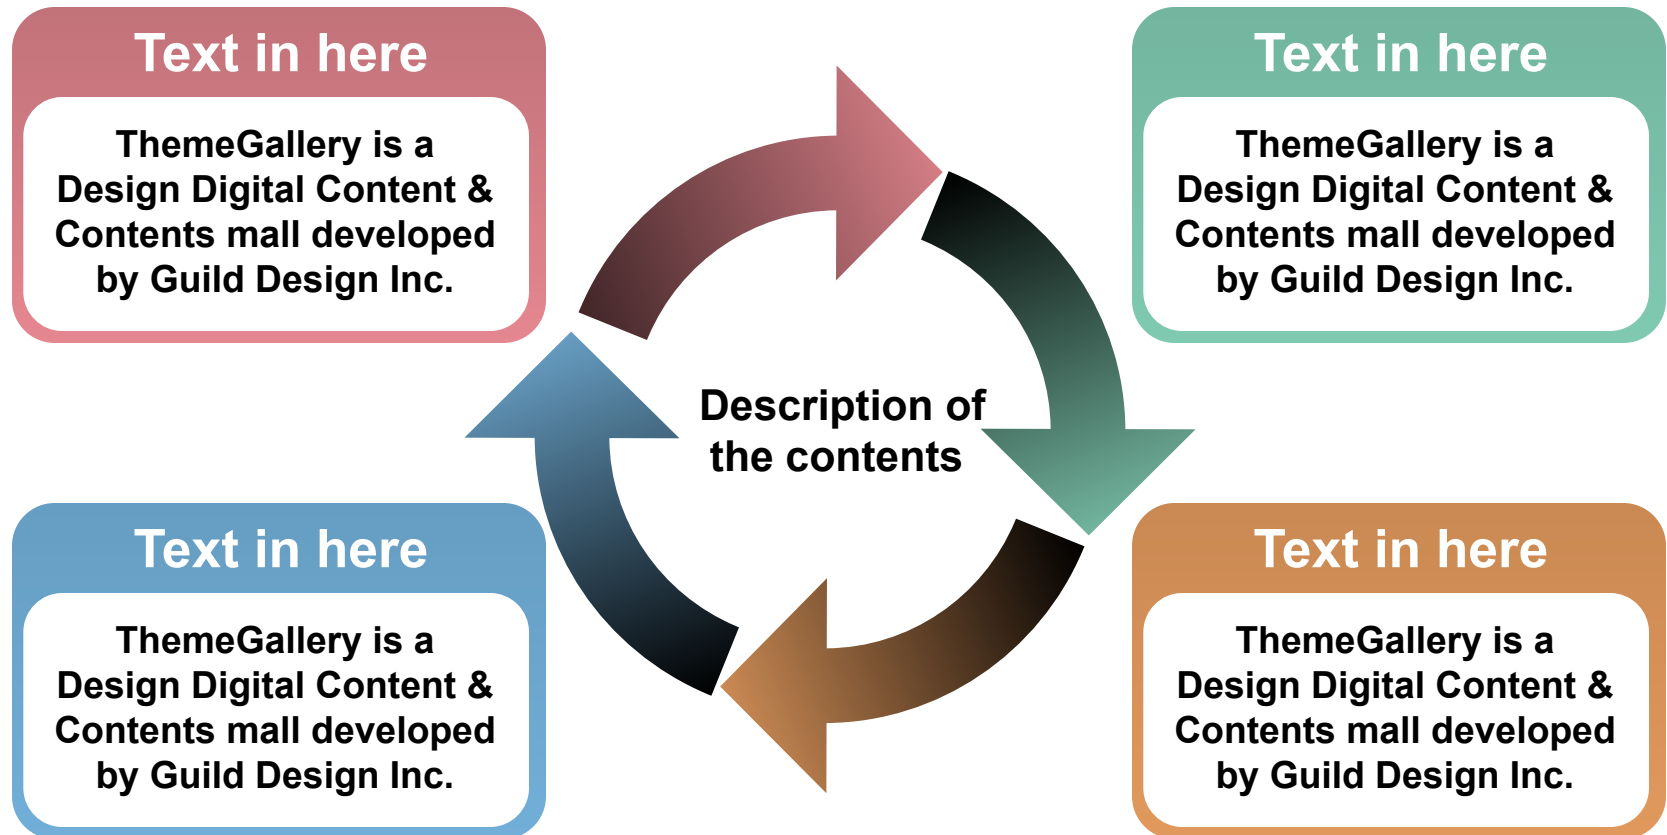 Text in here
ThemeGallery is a
Design Digital Content &
Contents mall developed
by Guild Design Inc.
Text in here
ThemeGallery is a
Design Digital Content &
Contents mall developed
by Guild Design Inc.
Description of
the contents
Text in here
ThemeGallery is a
Design Digital Content &
Contents mall developed
by Guild Design Inc.
Text in here
ThemeGallery is a
Design Digital Content &
Contents mall developed
by Guild Design Inc.